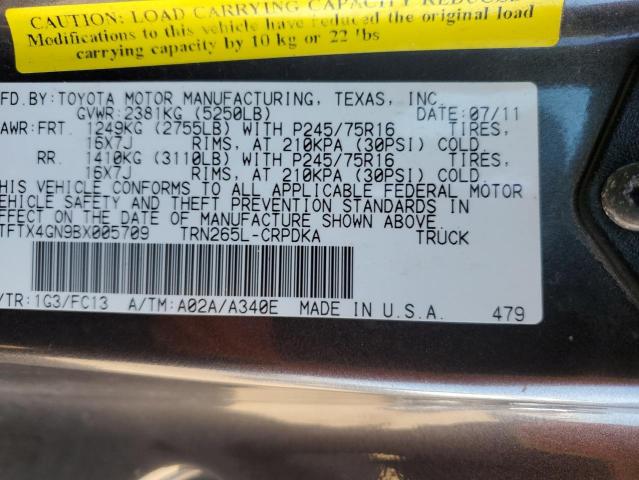 CAUTION: LOAD CARRYING CAPACITY REDUCED
Modifications to this vehicle have reduced the original load
carrying capacity by 10 kg or 22 lbs
FD.BY:TOYOTA MOTOR MANUFACTURING, TEXAS, INC.
GVWR:2381KG (5250LB) DATE:07/11
AWR:FRT. 1249KG (2755LB) WITH P245/75R16 TIRES,
16X7J RIMS, AT 210KPA (30PSI) COLD.
RR. 1410KG (3110LB) WITH P245/75R16 TIRES,
16X7J RIMS, AT 210KPA (30PSI) COLD.
HIS VEHICLE CONFORMS TO ALL APPLICABLE FEDERAL MOTOR
VEHICLE SAFETY AND THEFT PREVENTION STANDARDS IN
EFFECT ON THE DATE OF MANUFACTURE SHOWN ABOVE.
TFTX4GN9BX005709 TRN265L-CRPDKA TRUCK
/TR:1G3/FC13 A/TM:A02A/A340E MADE IN U.S.A. 479